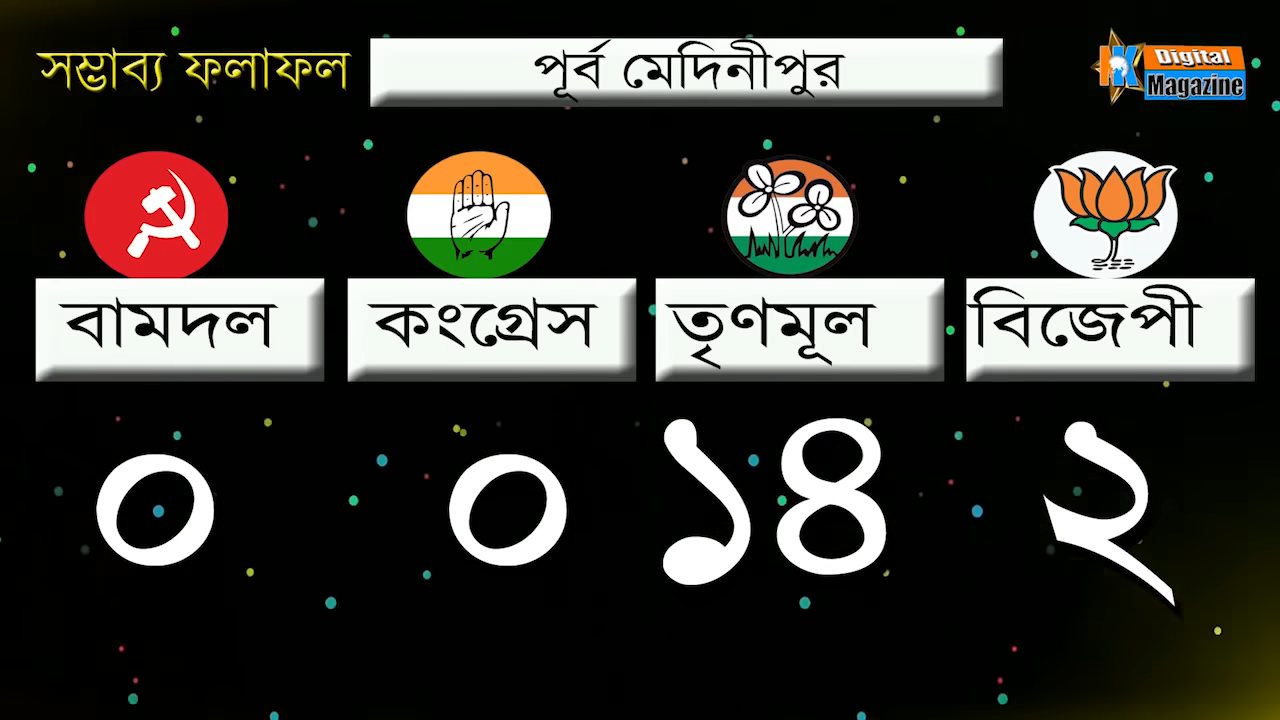 সম্ভাব্য ফলাফল পূর্ব মেদিনীপুর
K Digital
Magazine
বামদল কংগ্রেস তৃণমূল বিজেপী
০ ০ ১৪ ২